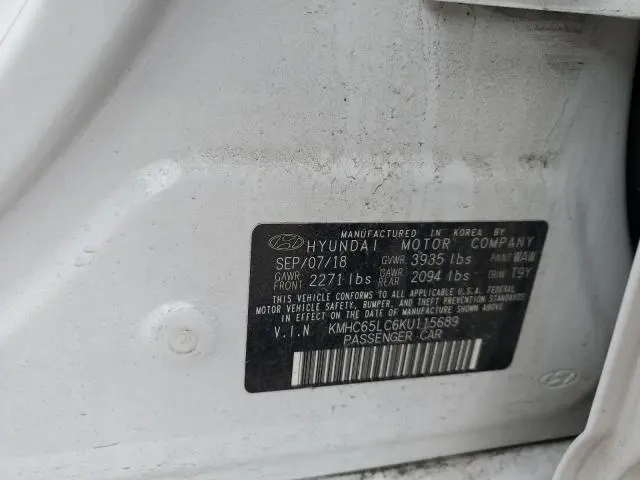 MANUFACTURED IN KOREA BY
HYUNDAI MOTOR COMPANY
SEP/07/18 GVWR 3935 lbs PAINT WAW
GAWR FRONT 2271 lbs GAWR REAR 2094 lbs TRIM T9Y
THIS VEHICLE CONFORMS TO ALL APPLICABLE U.S.A. FEDERAL
MOTOR VEHICLE SAFETY, BUMPER, AND THEFT PREVENTION STANDARDS
IN EFFECT ON THE DATE OF MANUFACTURE SHOWN ABOVE
V.I.N KMHC65LC6KU115689
PASSENGER CAR